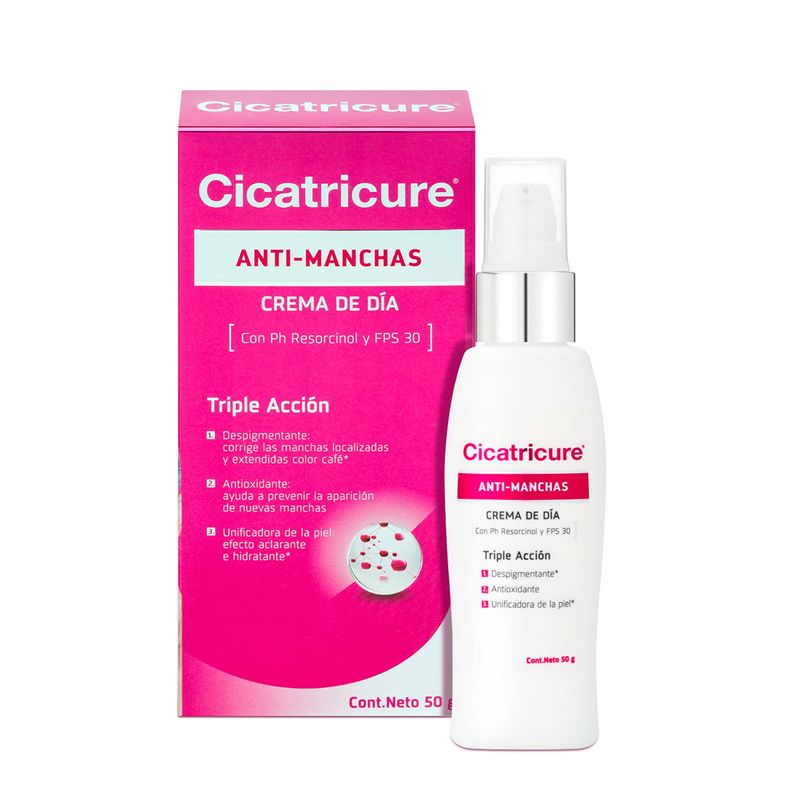 Cicatricure®
Cicatricure®
ANTI-MANCHAS
CREMA DE DÍA
[Con Ph Resorcinol y FPS 30]
Triple Acción
1. Despigmentante:
corrige las manchas localizadas
y extendidas color café*
2. Antioxidante:
ayuda a prevenir la aparición
de nuevas manchas
3. Unificadora de la piel:
efecto aclarante
e hidratante*
Cont.Neto 50 g
Cicatricure®
ANTI-MANCHAS
CREMA DE DÍA
Con Ph Resorcinol y FPS 30
Triple Acción
1. Despigmentante*
2. Antioxidante
3. Unificadora de la piel*
Cont.Neto 50 g